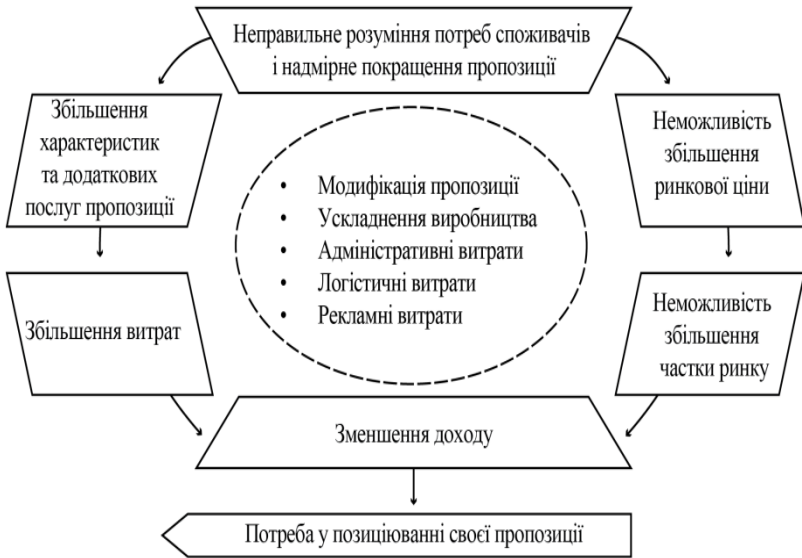 Неправильне розуміння потреб споживачів
і надмірне покращення пропозиції
Збільшення
характеристик
та додаткових
послуг пропозиції
Неможливість
збільшення
ринкової ціни
• Модифікація пропозиції
• Ускладнення виробництва
• Адміністративні витрати
• Логістичні витрати
• Рекламні витрати
Збільшення витрат
Неможливість
збільшення
частки ринку
Зменшення доходу
Потреба у позиціюванні своєї пропозиції